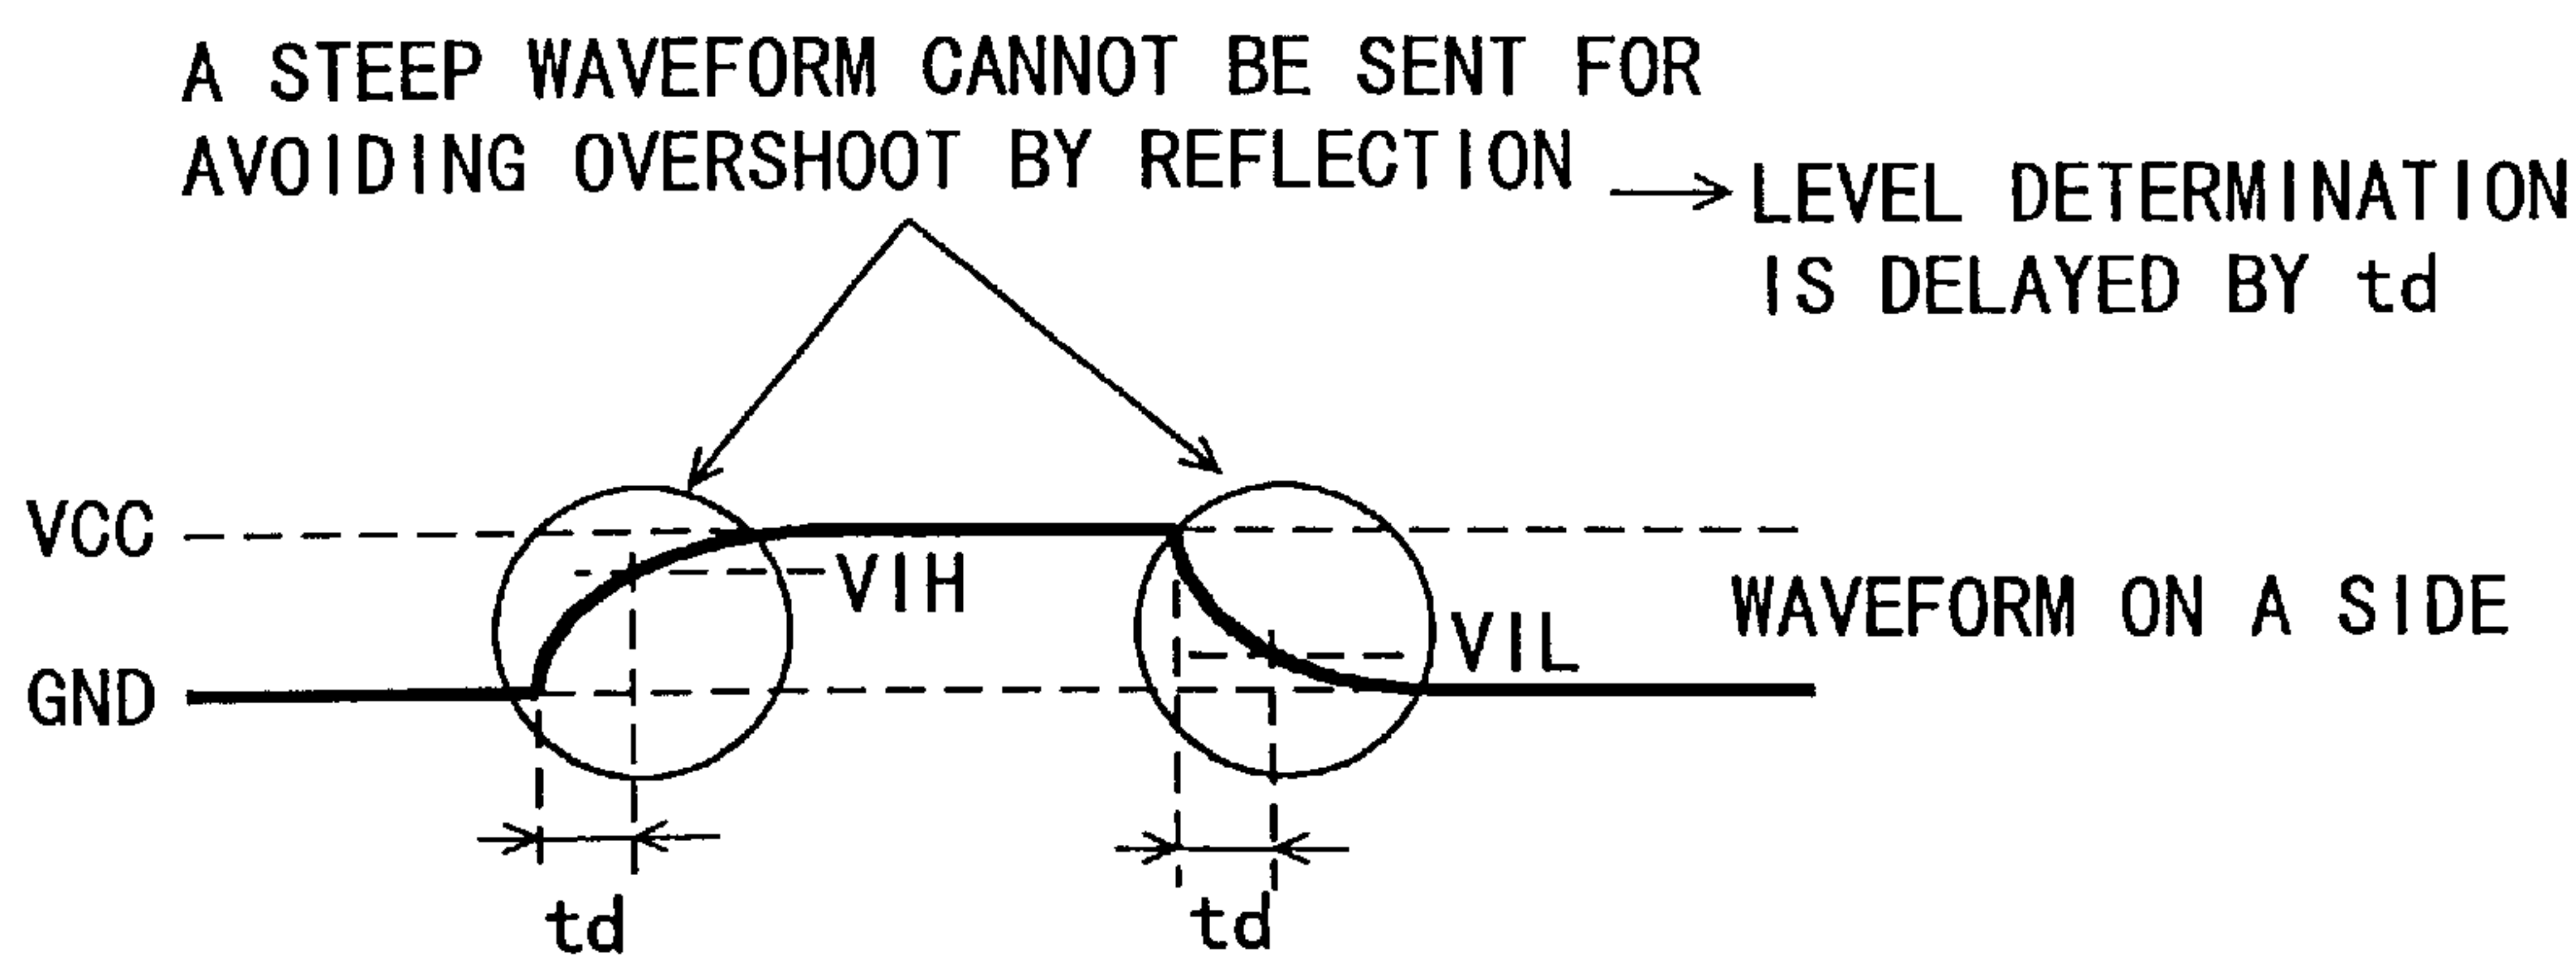 A STEEP WAVEFORM CANNOT BE SENT FOR
AVOIDING OVERSHOOT BY REFLECTION
LEVEL DETERMINATION
IS DELAYED BY td
VCC
VIH
WAVEFORM ON A SIDE
VIL
GND
td
td